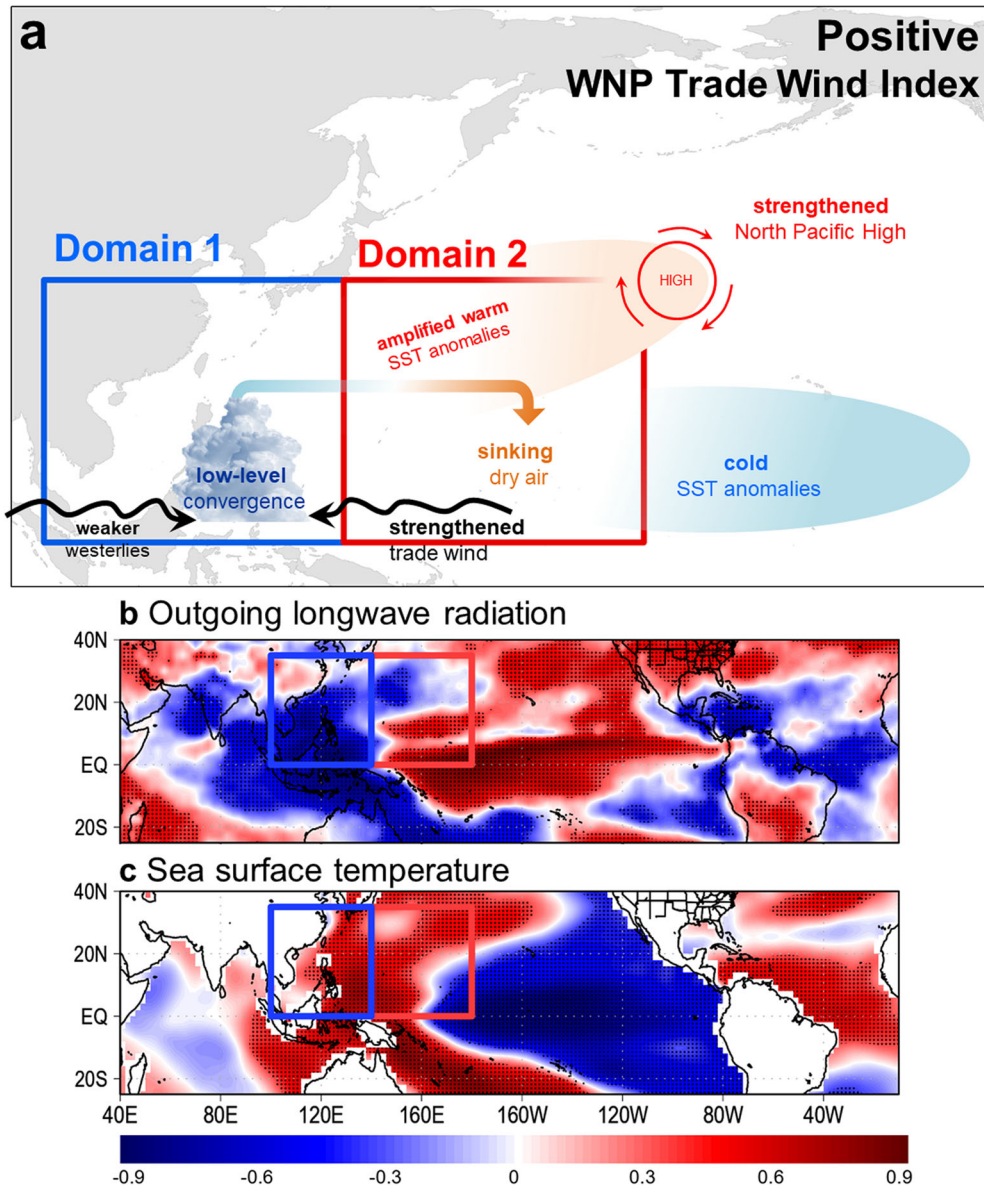 a
Positive
WNP Trade Wind Index
strengthened
North Pacific High
Domain 1
Domain 2
HIGH
amplified warm
SST anomalies
sinking
dry air
cold
SST anomalies
low-level
convergence
weaker
westerlies
strengthened
trade wind
b Outgoing longwave radiation
40N
20N
EQ
20S
c Sea surface temperature
40N
20N
EQ
20S
40E 80E 120E 160E 160W 120W 80W 40W
-0.9 -0.6 -0.3 0 0.3 0.6 0.9